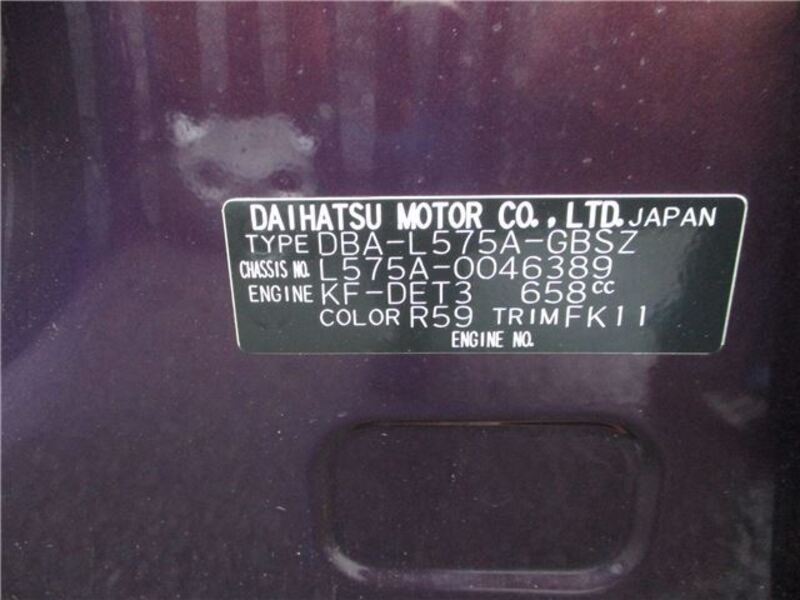 DAIHATSU MOTOR CO., LTD. JAPAN
TYPE DBA-L575A-GBSZ
CHASSIS NO. L575A-0046389
ENGINE KF-DET3 658cc
COLOR R59 TRIM FK11
ENGINE NO.